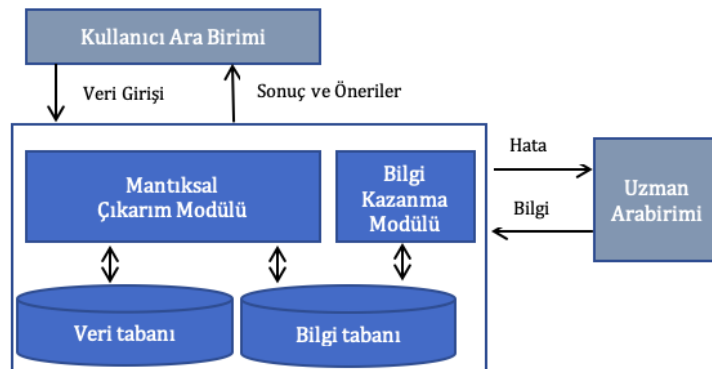 Kullanıcı Ara Birimi
Veri Girişi
Sonuç ve Öneriler
Mantıksal
Çıkarım Modülü
Bilgi
Kazanma
Modülü
Hata
Bilgi
Uzman
Arabirimi
Veri tabanı
Bilgi tabanı